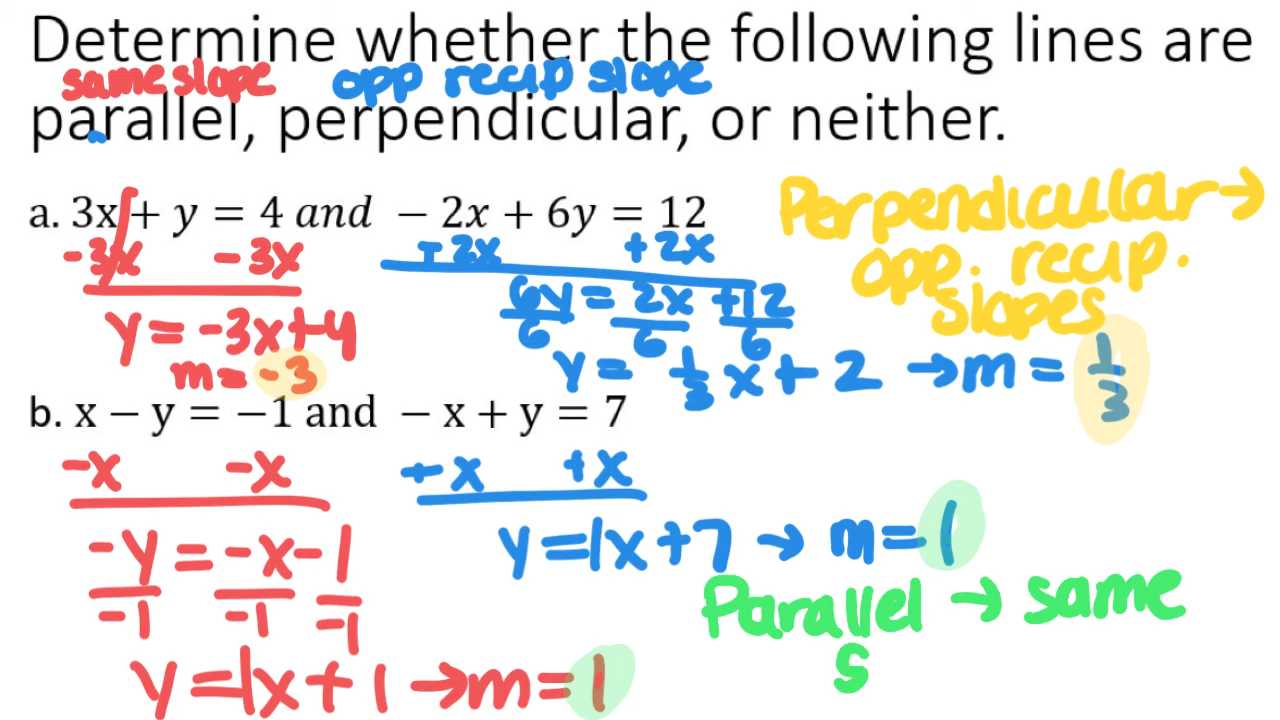 Determine whether the following lines are
same slope opp recip slope
parallel, perpendicular, or neither.
a. 3x + y = 4 and − 2x + 6y = 12
-3x -3x +2x +2x
y = -3x+4
m = -3
6y = 2x +12
6 6 6
y = 1/3 x + 2 → m = 1/3
Perpendicular →
opp. recip.
slopes
b. x − y = −1 and − x + y = 7
-x -x +x +x
-y = -x - 1
-1 -1 -1
y = 1x + 1 → m = 1
y = 1x + 7 → m = 1
Parallel → same
s